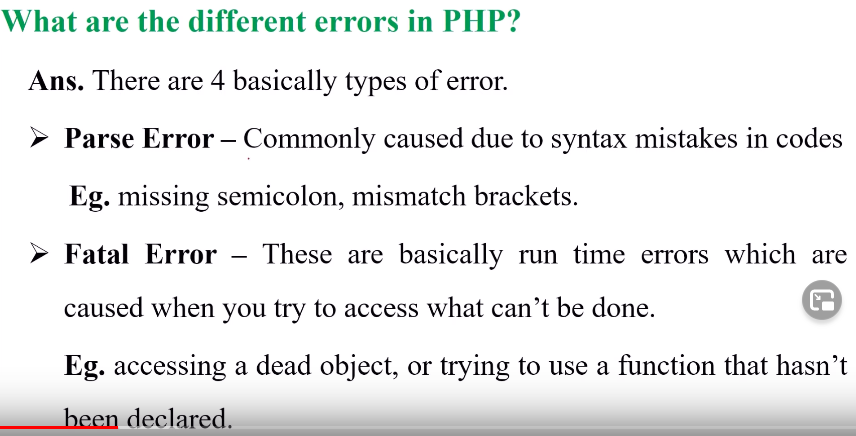 What are the different errors in PHP?
Ans. There are 4 basically types of error.
➢ Parse Error – Commonly caused due to syntax mistakes in codes
Eg. missing semicolon, mismatch brackets.
➢ Fatal Error – These are basically run time errors which are
caused when you try to access what can’t be done.
Eg. accessing a dead object, or trying to use a function that hasn’t
been declared.